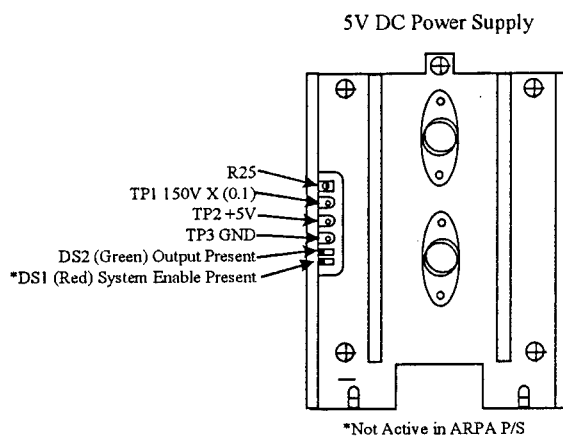 5V DC Power Supply
R25
TP1 150V X (0.1)
TP2 +5V
TP3 GND
DS2 (Green) Output Present
*DS1 (Red) System Enable Present
*Not Active in ARPA P/S